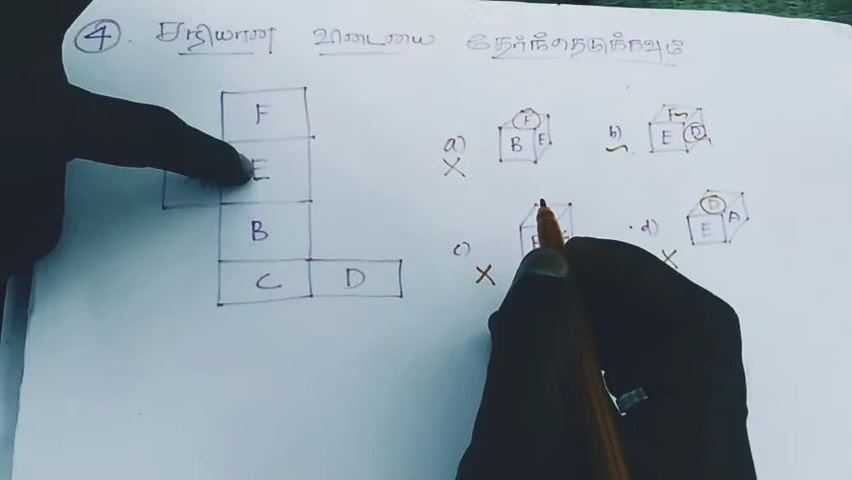 ④. சரியான விடையை தேர்ந்தெடுக்கவும்
F
E
B
C D
a) F B E
b) F E D
c)
d) D E A